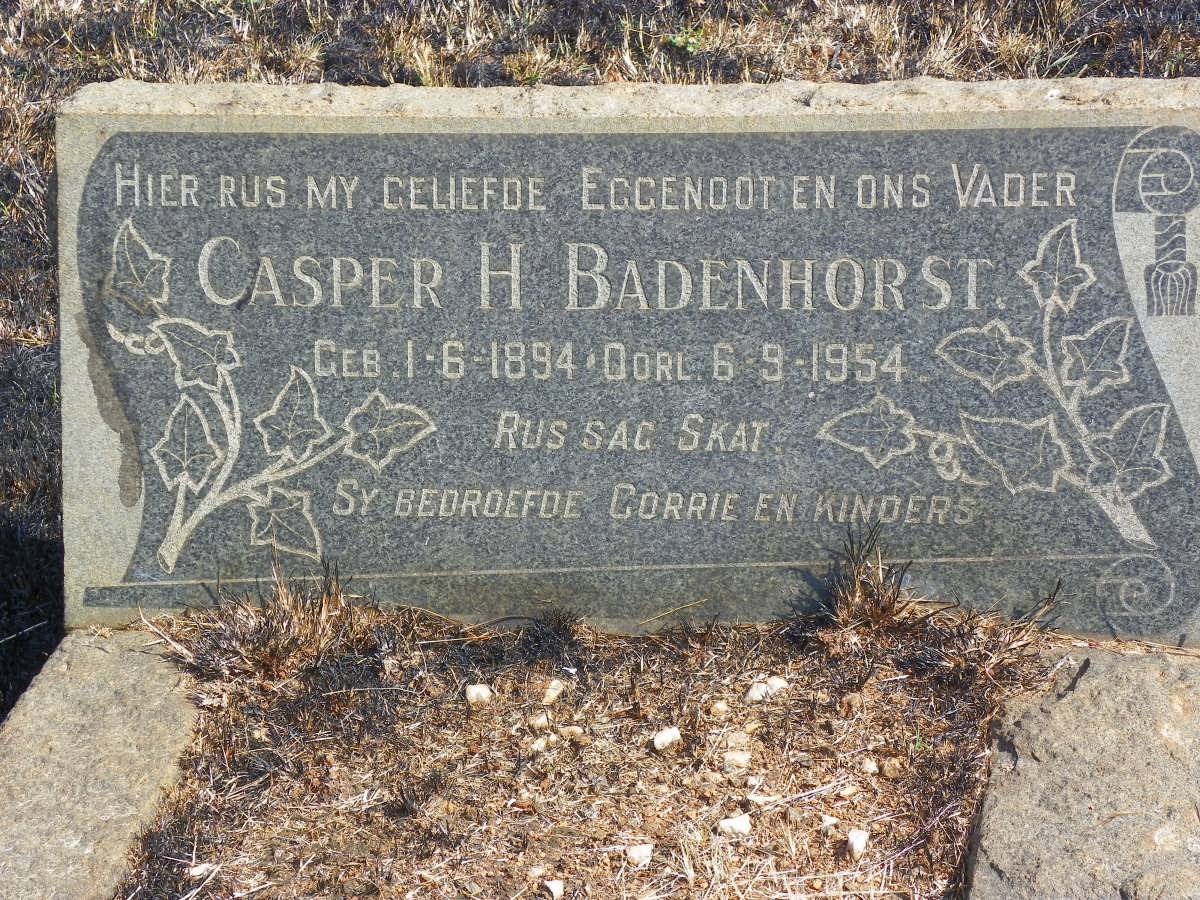 HIER RUS MY GELIEFDE EGGENOOT EN ONS VADER
CASPER H. BADENHORST.
GEB. 1-6-1894. OORL. 6-9-1954.
RUS SAG SKAT.
SY BEDROEFDE CORRIE EN KINDERS